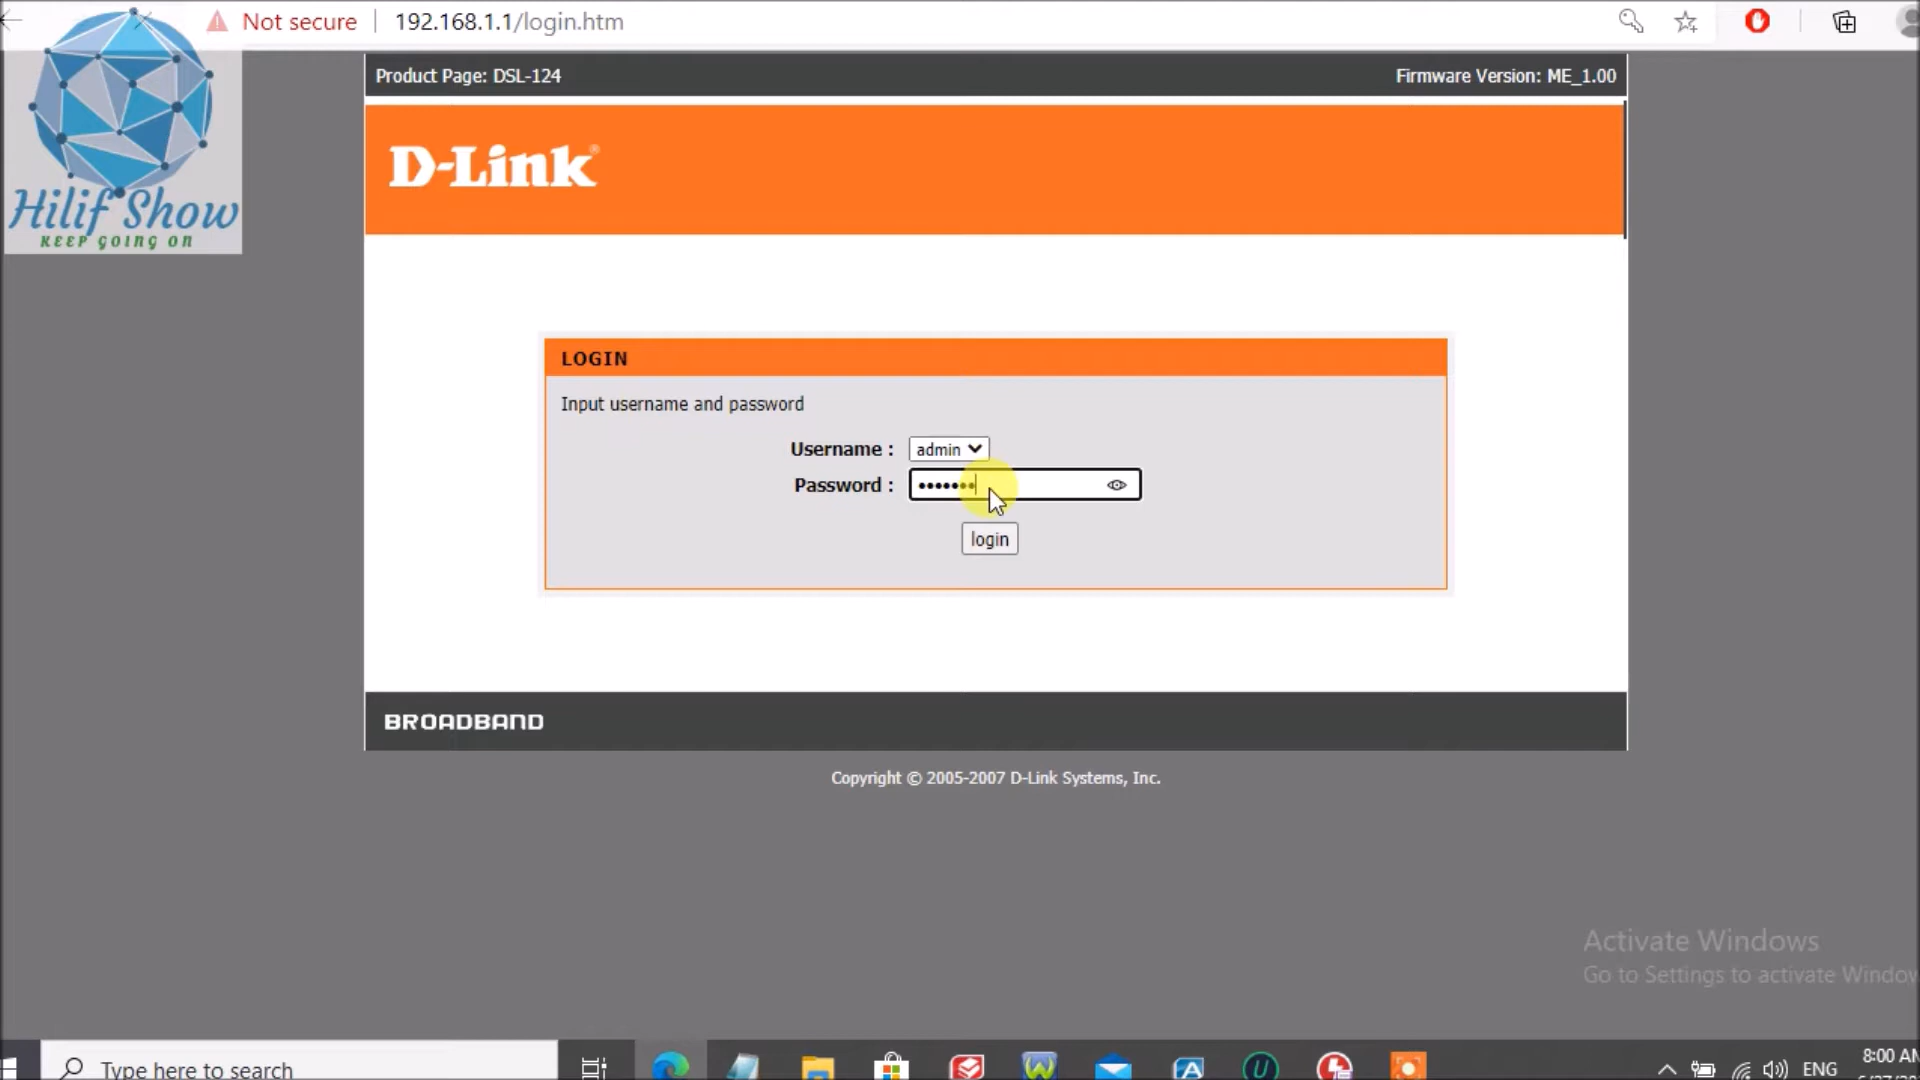 Not secure
192.168.1.1/login.htm
Hilif Show
KEEP GOING ON
Product Page: DSL-124
Firmware Version: ME_1.00
D-Link
LOGIN
Input username and password
Username : admin
Password :
login
BROADBAND
Copyright © 2005-2007 D-Link Systems, Inc.
Activate Windows
Go to Settings to activate Window
Type here to search
ENG
8:00 AM